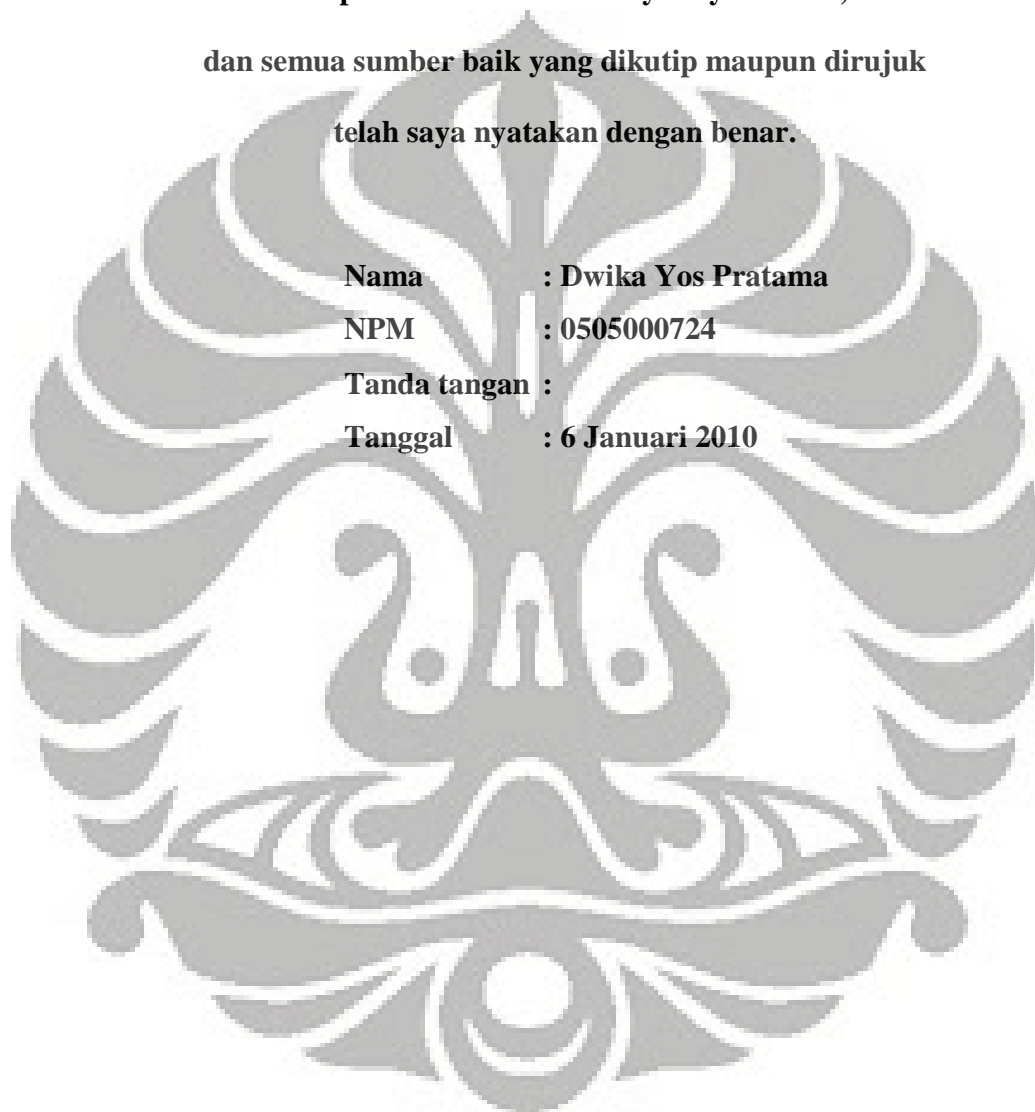 dan semua sumber baik yang dikutip maupun dirujuk
telah saya nyatakan dengan benar.
Nama : Dwika Yos Pratama
NPM : 0505000724
Tanda tangan :
Tanggal : 6 Januari 2010